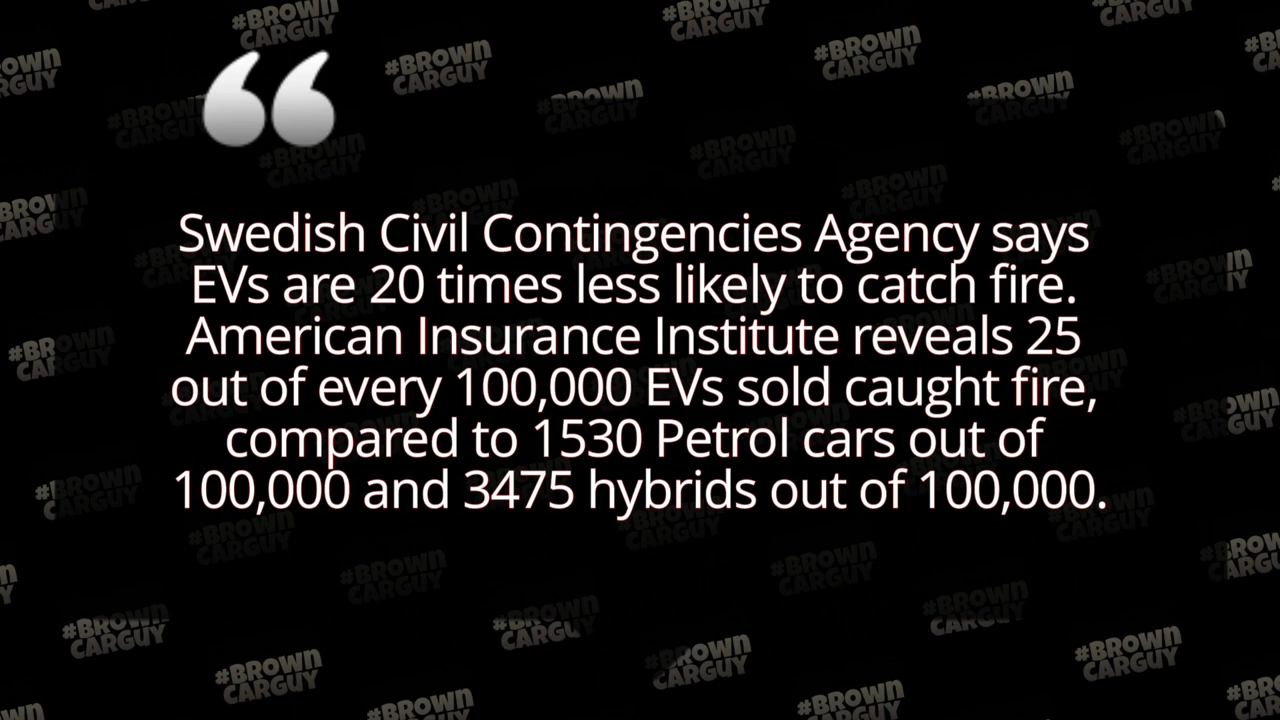 “
Swedish Civil Contingencies Agency says
EVs are 20 times less likely to catch fire.
American Insurance Institute reveals 25
out of every 100,000 EVs sold caught fire,
compared to 1530 Petrol cars out of
100,000 and 3475 hybrids out of 100,000.
#BROWN
CARGUY